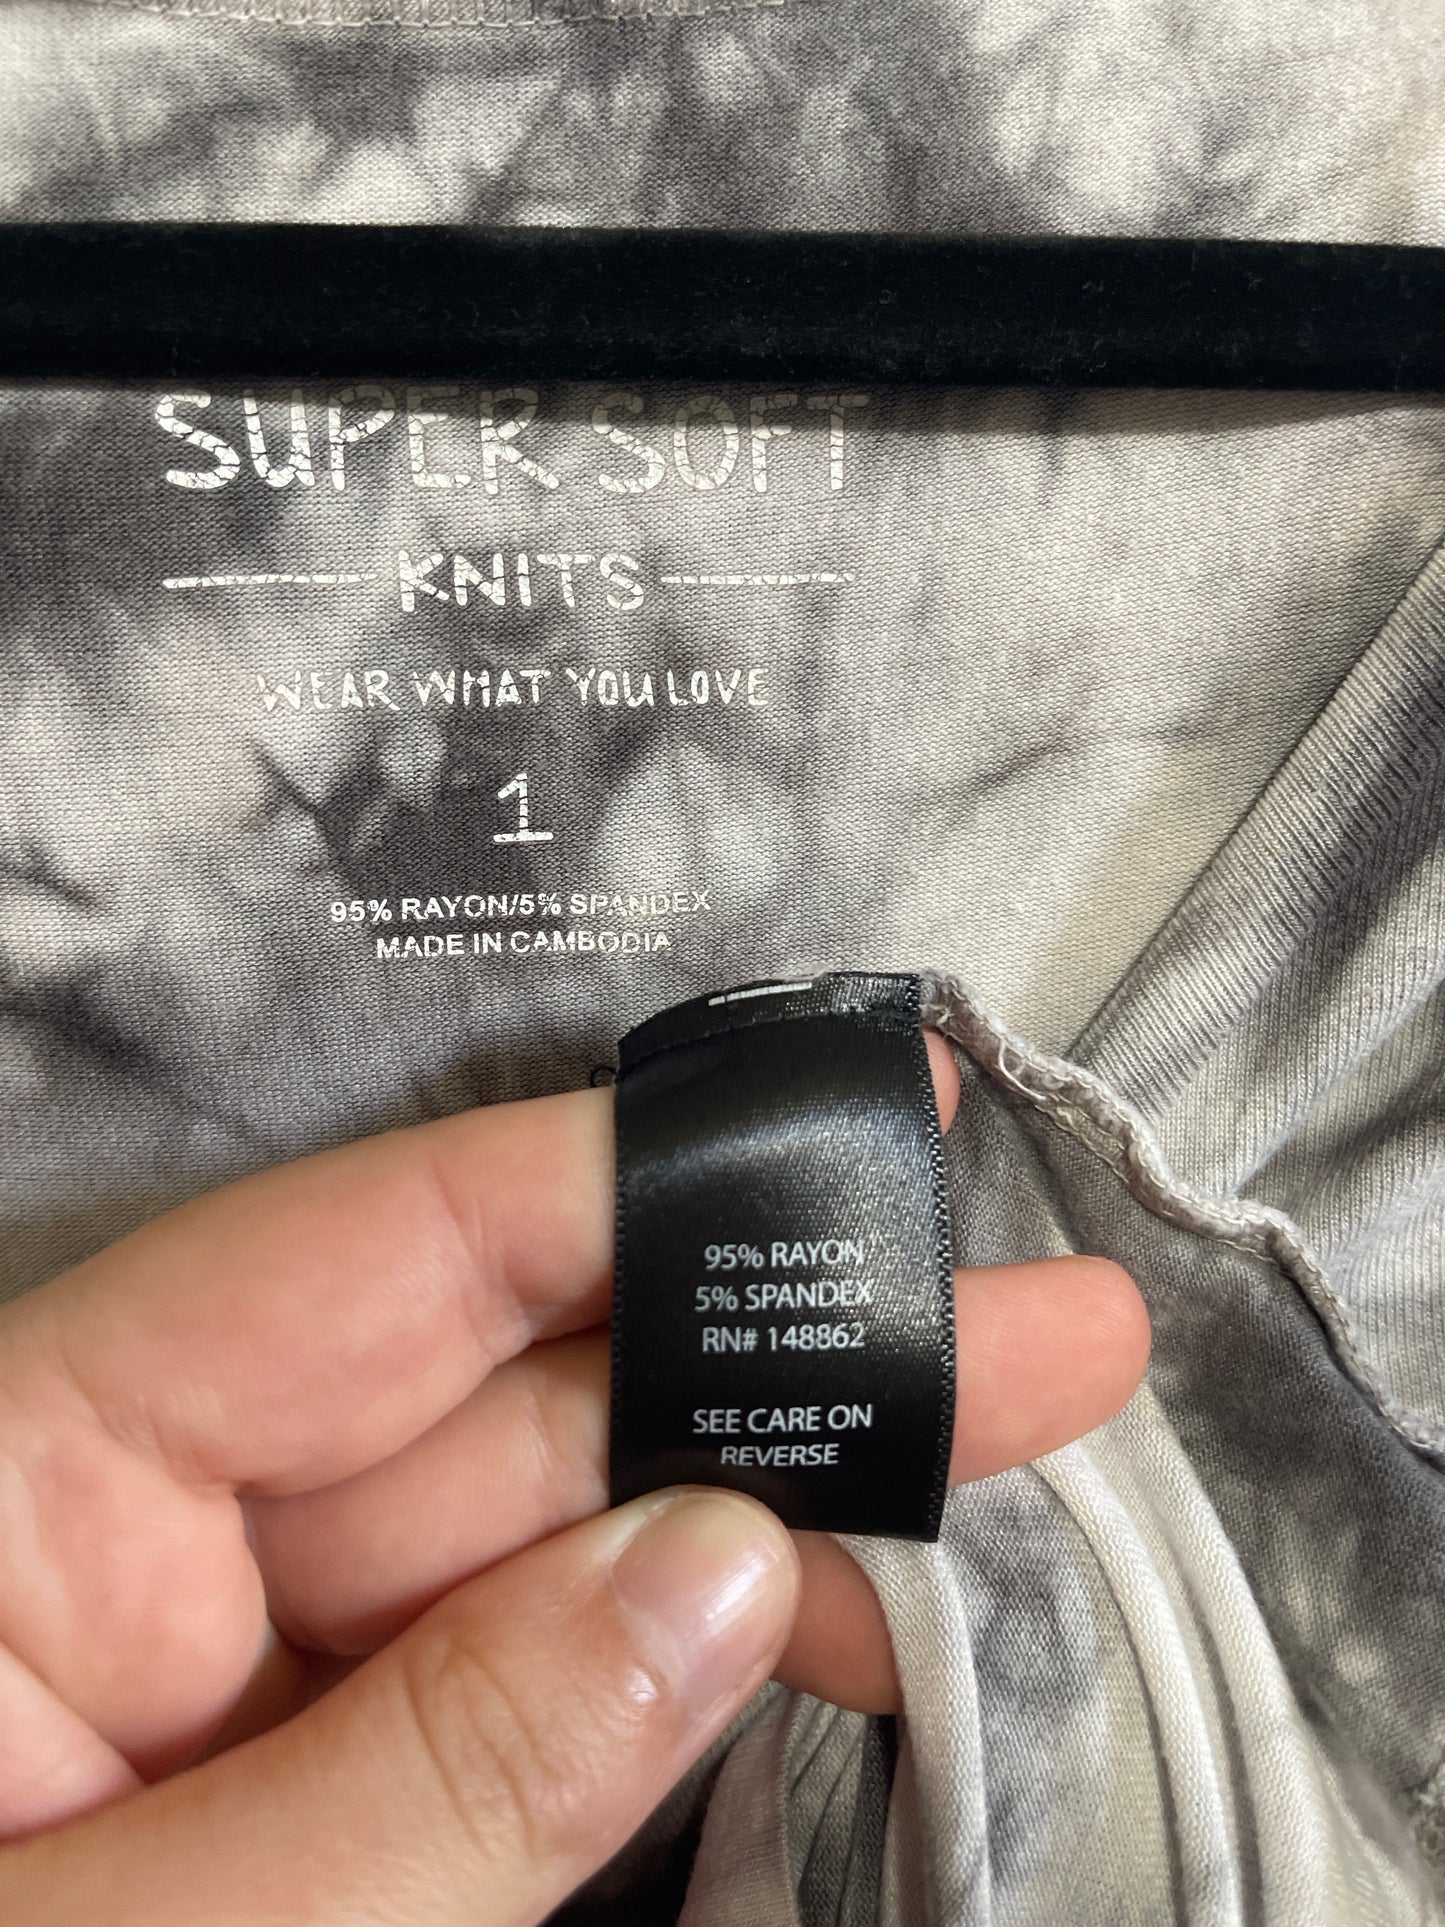 SUPER SOFT
KNITS
WEAR WHAT YOU LOVE
1
95% RAYON/5% SPANDEX
MADE IN CAMBODIA
95% RAYON
5% SPANDEX
RN# 148862
SEE CARE ON
REVERSE